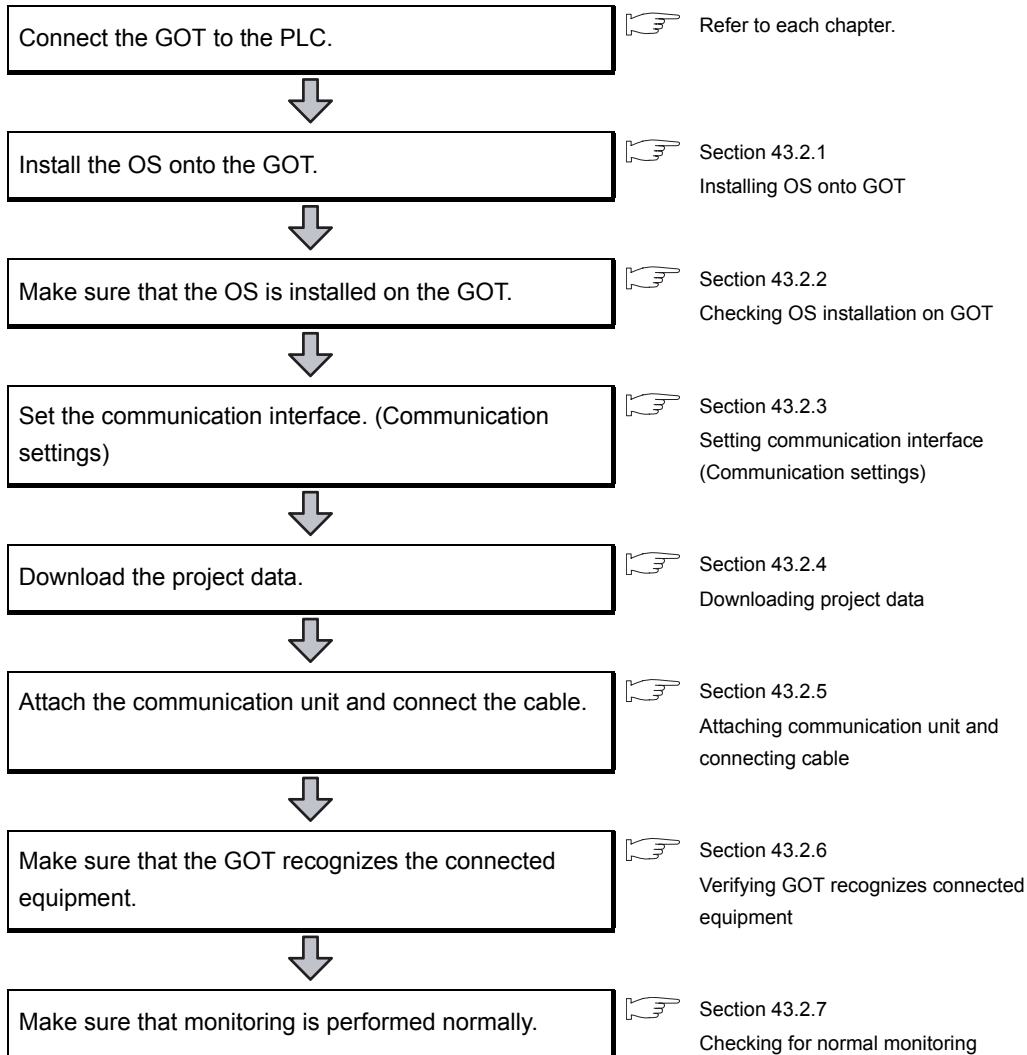 Connect the GOT to the PLC.
Refer to each chapter.
Install the OS onto the GOT.
Section 43.2.1
Installing OS onto GOT
Make sure that the OS is installed on the GOT.
Section 43.2.2
Checking OS installation on GOT
Set the communication interface. (Communication
settings)
Section 43.2.3
Setting communication interface
(Communication settings)
Download the project data.
Section 43.2.4
Downloading project data
Attach the communication unit and connect the cable.
Section 43.2.5
Attaching communication unit and
connecting cable
Make sure that the GOT recognizes the connected
equipment.
Section 43.2.6
Verifying GOT recognizes connected
equipment
Make sure that monitoring is performed normally.
Section 43.2.7
Checking for normal monitoring